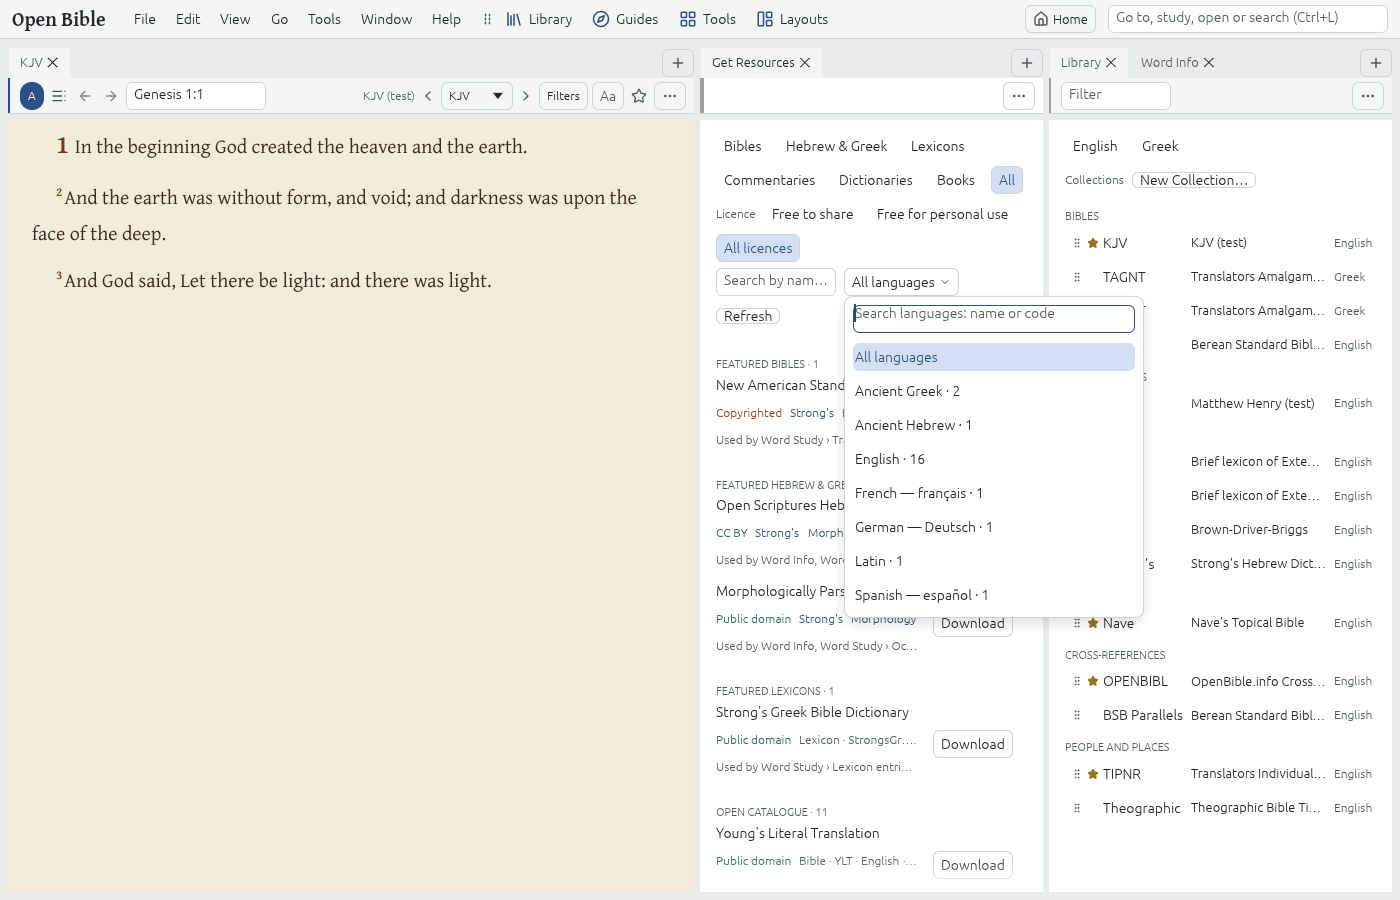 Open Bible File Edit View Go Tools Window Help Library Guides Tools Layouts Home Go to, study, open or search (Ctrl+L)
KJV
A Genesis 1:1 KJV (test) KJV Filters Aa
1 In the beginning God created the heaven and the earth.
2 And the earth was without form, and void; and darkness was upon the
face of the deep.
3 And God said, Let there be light: and there was light.
Get Resources
Bibles Hebrew & Greek Lexicons
Commentaries Dictionaries Books All
Licence Free to share Free for personal use
All licences
Search by nam… All languages
Refresh
Search languages: name or code
All languages
Ancient Greek · 2
Ancient Hebrew · 1
English · 16
French — français · 1
German — Deutsch · 1
Latin · 1
Spanish — español · 1
FEATURED BIBLES · 1
New American Stand
Copyrighted Strong's
Used by Word Study ›
FEATURED HEBREW &
Open Scriptures Heb
CC BY Strong's Morph
Used by Word Info,
Morphologically Pars
Public domain Strong's Morphology Download
Used by Word Info, Word Study › Oc…
FEATURED LEXICONS · 1
Strong's Greek Bible Dictionary
Public domain Lexicon · StrongsGr…. Download
Used by Word Study › Lexicon entri…
OPEN CATALOGUE · 11
Young's Literal Translation
Public domain Bible · YLT · English ·… Download
Library Word Info
Filter
English Greek
Collections New Collection…
BIBLES
KJV KJV (test) English
TAGNT Translators Amalgam… Greek
Translators Amalgam… Greek
Berean Standard Bibl… English
Matthew Henry (test) English
Brief lexicon of Exte… English
Brief lexicon of Exte… English
Brown-Driver-Briggs English
's Strong's Hebrew Dict… English
Nave Nave's Topical Bible English
CROSS-REFERENCES
OPENBIBL OpenBible.info Cross… English
BSB Parallels Berean Standard Bibl… English
PEOPLE AND PLACES
TIPNR Translators Individual… English
Theographic Theographic Bible Ti… English